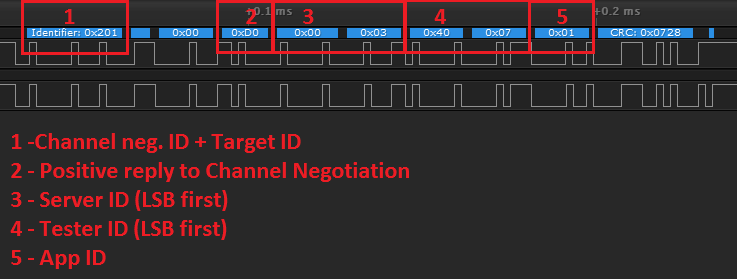 1 2 3 4 5
+0.1 ms +0.2 ms
Identifier: 0x201 0x00 0xD0 0x00 0x03 0x40 0x07 0x01 CRC: 0x0728
1 -Channel neg. ID + Target ID
2 - Positive reply to Channel Negotiation
3 - Server ID (LSB first)
4 - Tester ID (LSB first)
5 - App ID